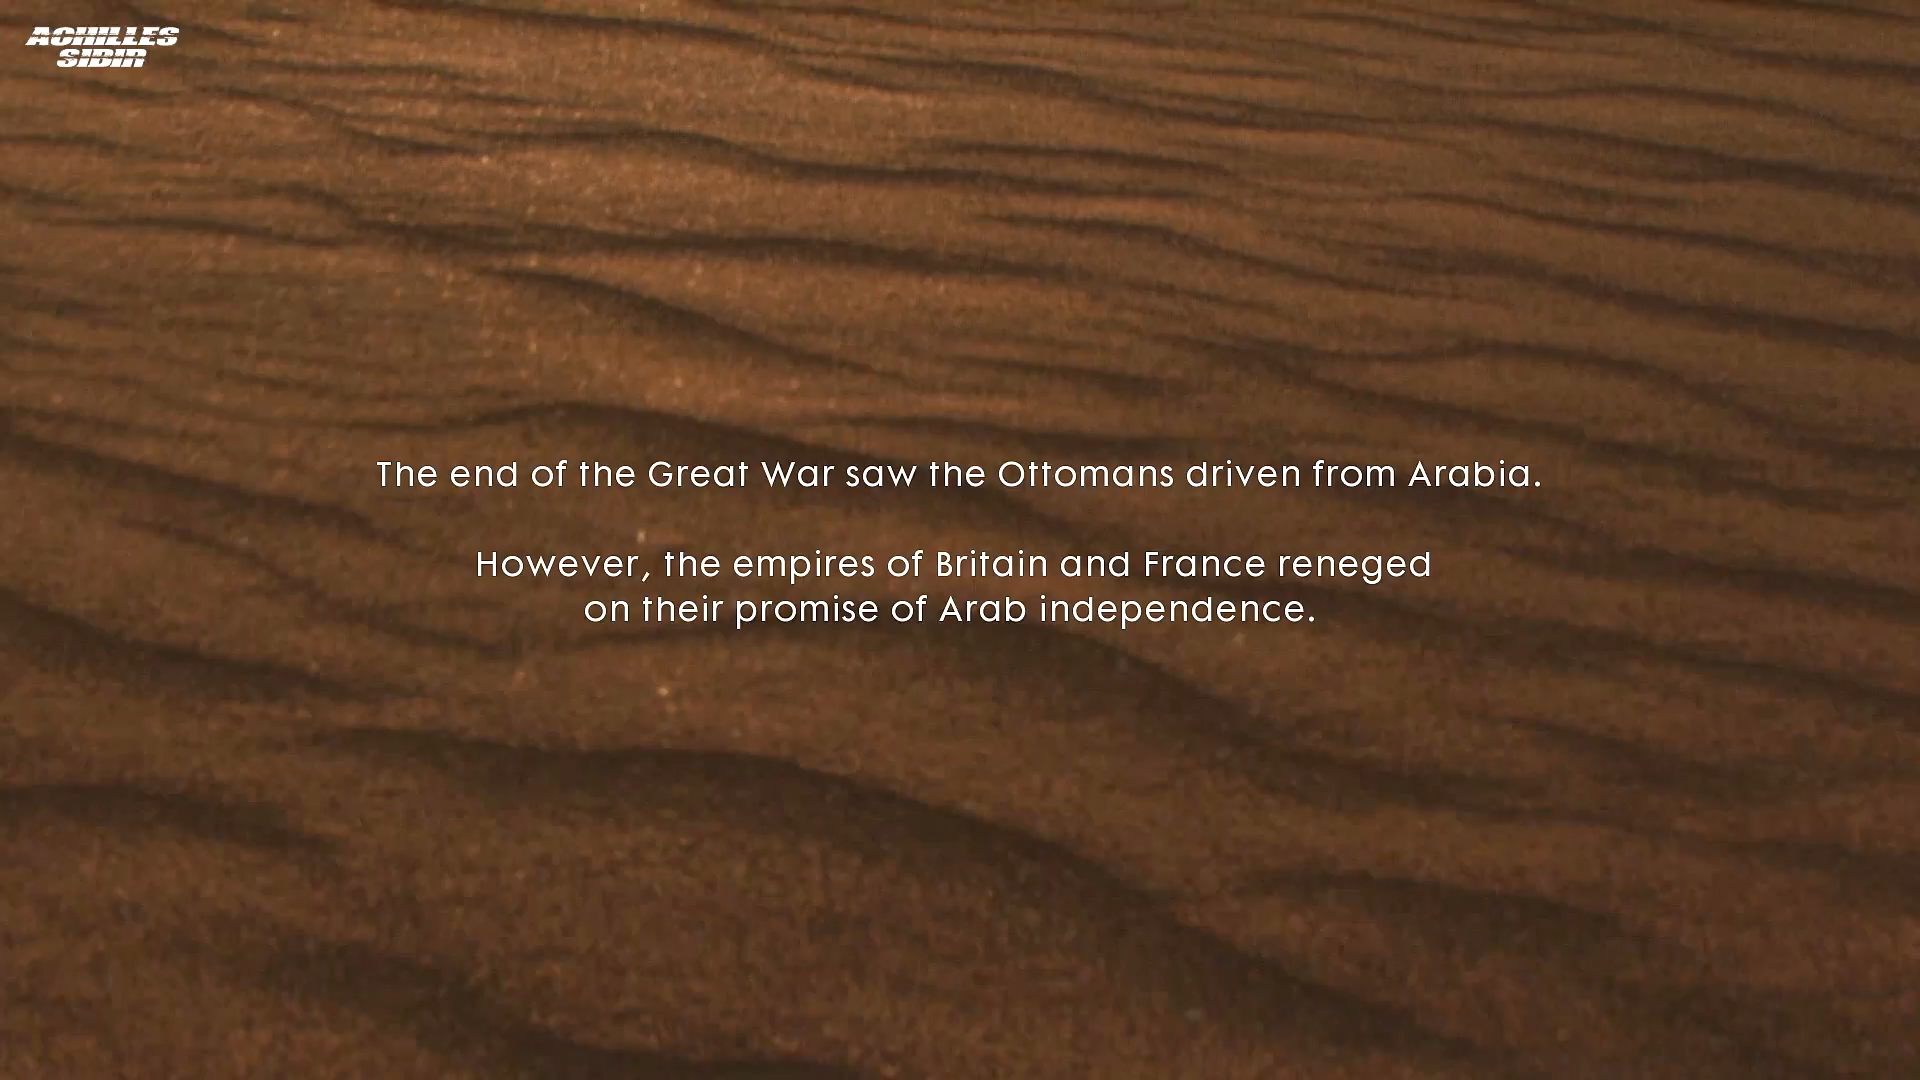 ACHILLES
SIBIR
The end of the Great War saw the Ottomans driven from Arabia.
However, the empires of Britain and France reneged
on their promise of Arab independence.